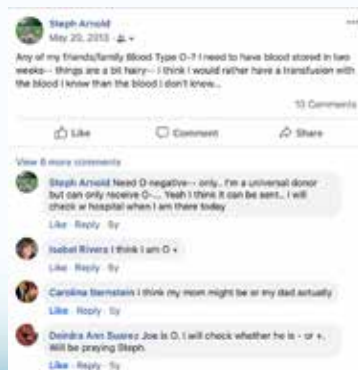 Steph Arnold
May 20, 2013
Any of my friends/family Blood Type O-? I need to have blood stored in two
weeks-- things are a bit hairy-- I think I would rather have a transfusion with
the blood I know than the blood I don't know...
10 Comments
Like Comment Share
View 6 more comments
Steph Arnold Need O negative-- only.. I'm a universal donor
but can only receive O-... Yeah I think it can be sent.. I will
check w hospital when I am there today
Like · Reply · 6y
Isabel Rivera I think I am O +
Like · Reply · 6y
Carolina Bernstein I think my mom might be or my dad actually
Like · Reply · 6y
Deirdra Ann Suarez Joe is O. I will check whether he is - or +.
Will be praying Steph.
Like · Reply ·